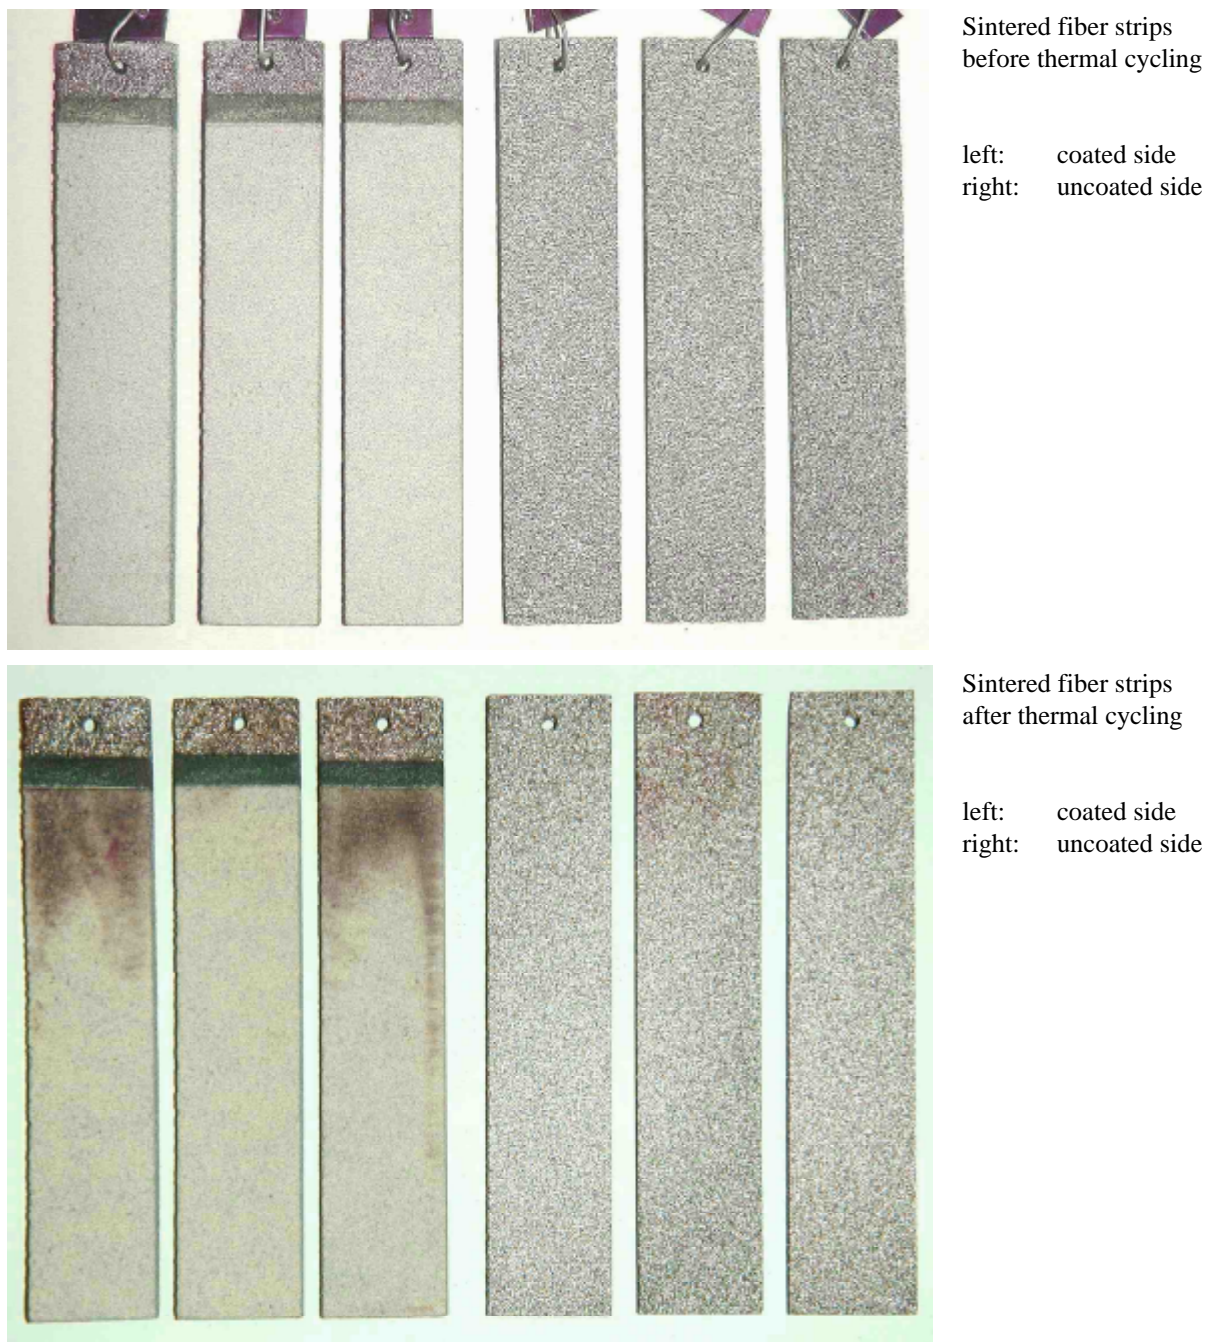 Sintered fiber strips
before thermal cycling
left: coated side
right: uncoated side
Sintered fiber strips
after thermal cycling
left: coated side
right: uncoated side